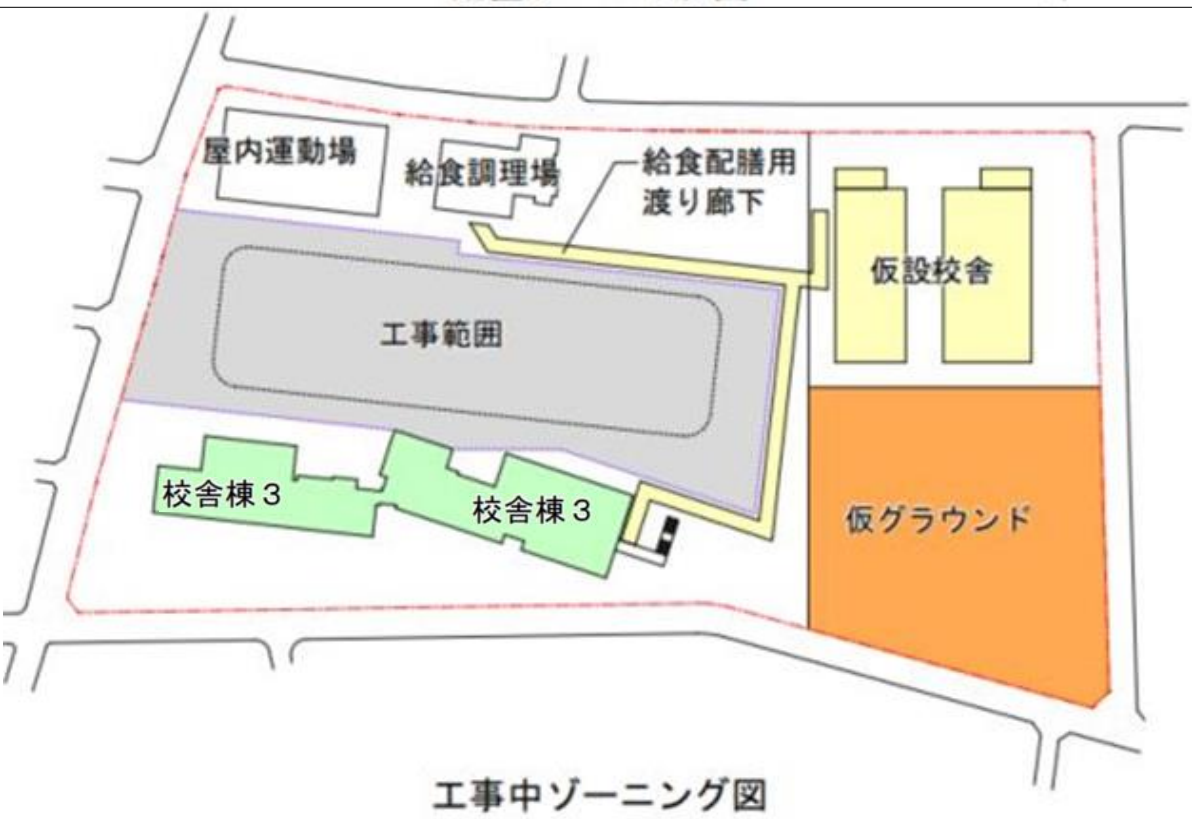 屋内運動場
給食調理場
給食配膳用
渡り廊下
仮設校舎
工事範囲
校舎棟３
校舎棟３
仮グラウンド
工事中ゾーニング図